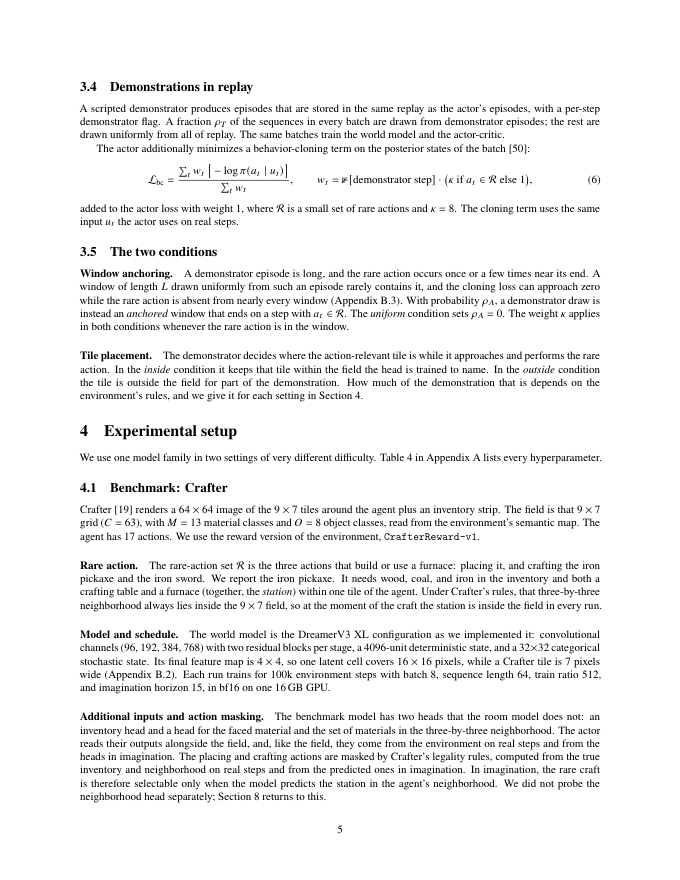 3.4 Demonstrations in replay
A scripted demonstrator produces episodes that are stored in the same replay as the actor's episodes, with a per-step
demonstrator flag. A fraction ρ_T of the sequences in every batch are drawn from demonstrator episodes; the rest are
drawn uniformly from all of replay. The same batches train the world model and the actor-critic.
The actor additionally minimizes a behavior-cloning term on the posterior states of the batch [50]:
ℒ_bc = ∑_t w_t [ − log π(a_t | u_t) ] / ∑_t w_t , w_t = 𝟙[demonstrator step] · (κ if a_t ∈ ℛ else 1), (6)
added to the actor loss with weight 1, where ℛ is a small set of rare actions and κ = 8. The cloning term uses the same
input u_t the actor uses on real steps.
3.5 The two conditions
Window anchoring. A demonstrator episode is long, and the rare action occurs once or a few times near its end. A
window of length L drawn uniformly from such an episode rarely contains it, and the cloning loss can approach zero
while the rare action is absent from nearly every window (Appendix B.3). With probability ρ_A, a demonstrator draw is
instead an anchored window that ends on a step with a_t ∈ ℛ. The uniform condition sets ρ_A = 0. The weight κ applies
in both conditions whenever the rare action is in the window.
Tile placement. The demonstrator decides where the action-relevant tile is while it approaches and performs the rare
action. In the inside condition it keeps that tile within the field the head is trained to name. In the outside condition
the tile is outside the field for part of the demonstration. How much of the demonstration that is depends on the
environment's rules, and we give it for each setting in Section 4.
4 Experimental setup
We use one model family in two settings of very different difficulty. Table 4 in Appendix A lists every hyperparameter.
4.1 Benchmark: Crafter
Crafter [19] renders a 64 × 64 image of the 9 × 7 tiles around the agent plus an inventory strip. The field is that 9 × 7
grid (C = 63), with M = 13 material classes and O = 8 object classes, read from the environment's semantic map. The
agent has 17 actions. We use the reward version of the environment, CrafterReward-v1.
Rare action. The rare-action set ℛ is the three actions that build or use a furnace: placing it, and crafting the iron
pickaxe and the iron sword. We report the iron pickaxe. It needs wood, coal, and iron in the inventory and both a
crafting table and a furnace (together, the station) within one tile of the agent. Under Crafter's rules, that three-by-three
neighborhood always lies inside the 9 × 7 field, so at the moment of the craft the station is inside the field in every run.
Model and schedule. The world model is the DreamerV3 XL configuration as we implemented it: convolutional
channels (96, 192, 384, 768) with two residual blocks per stage, a 4096-unit deterministic state, and a 32×32 categorical
stochastic state. Its final feature map is 4 × 4, so one latent cell covers 16 × 16 pixels, while a Crafter tile is 7 pixels
wide (Appendix B.2). Each run trains for 100k environment steps with batch 8, sequence length 64, train ratio 512,
and imagination horizon 15, in bf16 on one 16 GB GPU.
Additional inputs and action masking. The benchmark model has two heads that the room model does not: an
inventory head and a head for the faced material and the set of materials in the three-by-three neighborhood. The actor
reads their outputs alongside the field, and, like the field, they come from the environment on real steps and from the
heads in imagination. The placing and crafting actions are masked by Crafter's legality rules, computed from the true
inventory and neighborhood on real steps and from the predicted ones in imagination. In imagination, the rare craft
is therefore selectable only when the model predicts the station in the agent's neighborhood. We did not probe the
neighborhood head separately; Section 8 returns to this.
5